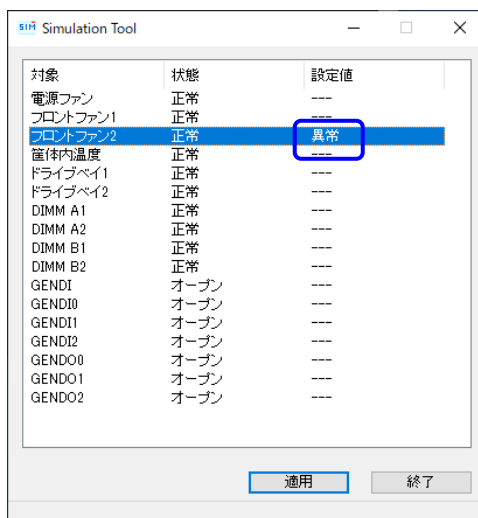 SIM Simulation Tool
対象 状態 設定値
電源ファン 正常 ---
フロントファン1 正常 ---
フロントファン2 正常 異常
筐体内温度 正常 ---
ドライブベイ1 正常 ---
ドライブベイ2 正常 ---
DIMM A1 正常 ---
DIMM A2 正常 ---
DIMM B1 正常 ---
DIMM B2 正常 ---
GENDI オープン ---
GENDI0 オープン ---
GENDI1 オープン ---
GENDI2 オープン ---
GENDO0 オープン ---
GENDO1 オープン ---
GENDO2 オープン ---
適用 終了